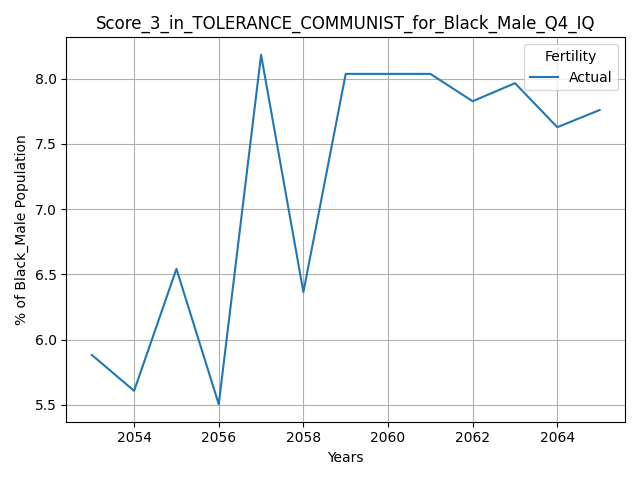 Score_3_in_TOLERANCE_COMMUNIST_for_Black_Male_Q4_IQ
Fertility
Actual
8.0
7.5
7.0
6.5
6.0
5.5
% of Black_Male Population
2054 2056 2058 2060 2062 2064
Years